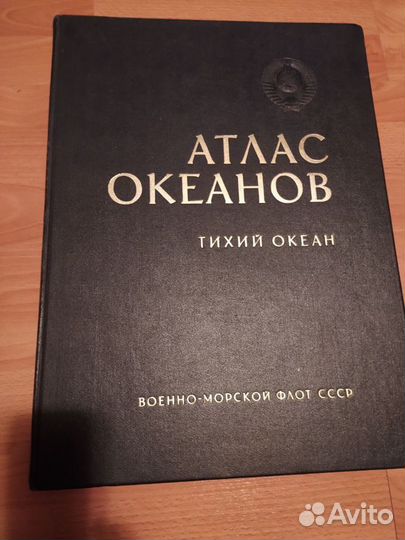 АТЛАС
ОКЕАНОВ
ТИХИЙ ОКЕАН
ВОЕННО-МОРСКОЙ ФЛОТ СССР
Avito